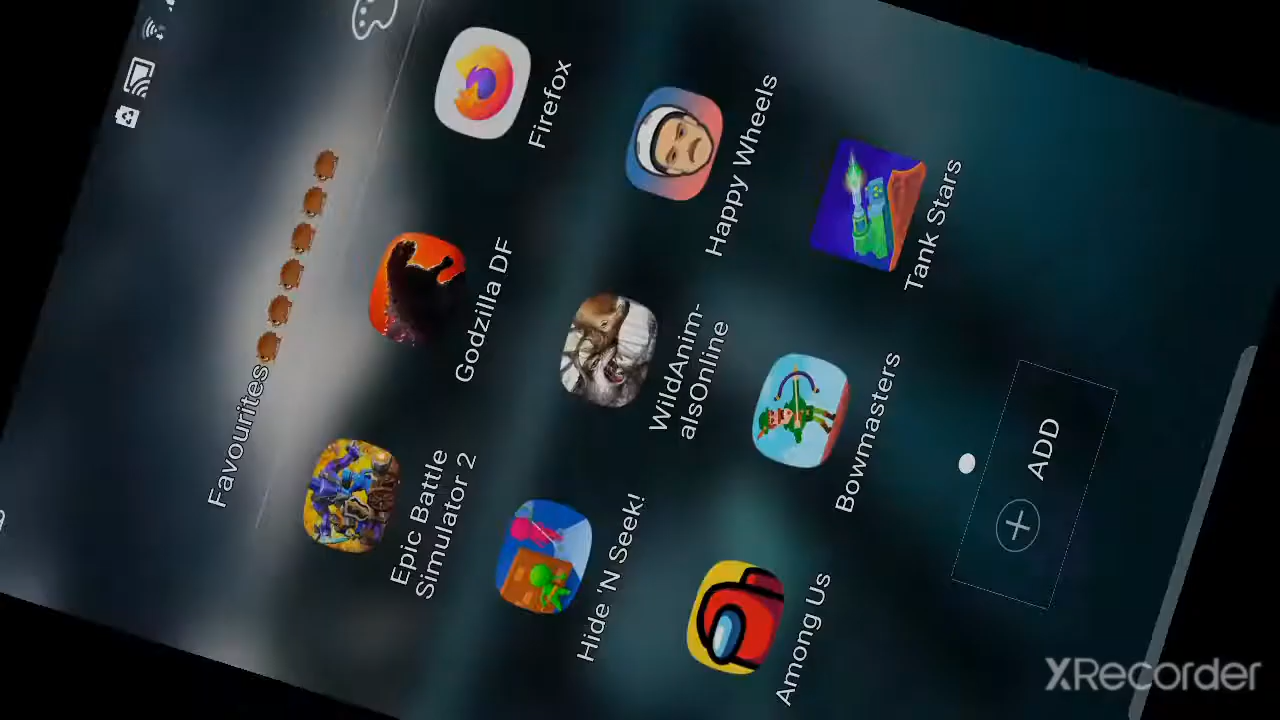 Favourites
Epic Battle
Simulator 2
Godzilla DF
Firefox
Hide 'N Seek!
WildAnim-
alsOnline
Happy Wheels
Among Us
Bowmasters
Tank Stars
ADD
XRecorder